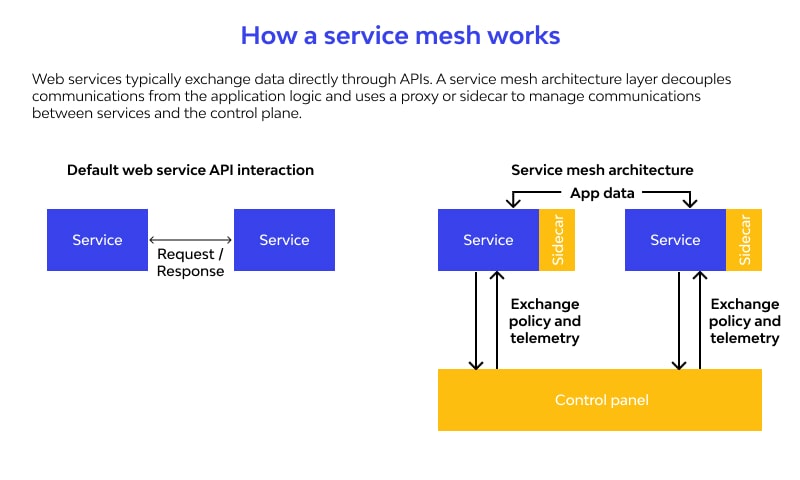 How a service mesh works
Web services typically exchange data directly through APIs. A service mesh architecture layer decouples
communications from the application logic and uses a proxy or sidecar to manage communications
between services and the control plane.
Default web service API interaction
Service
Request /
Response
Service
Service mesh architecture
App data
Service
Sidecar
Service
Sidecar
Exchange
policy and
telemetry
Exchange
policy and
telemetry
Control panel